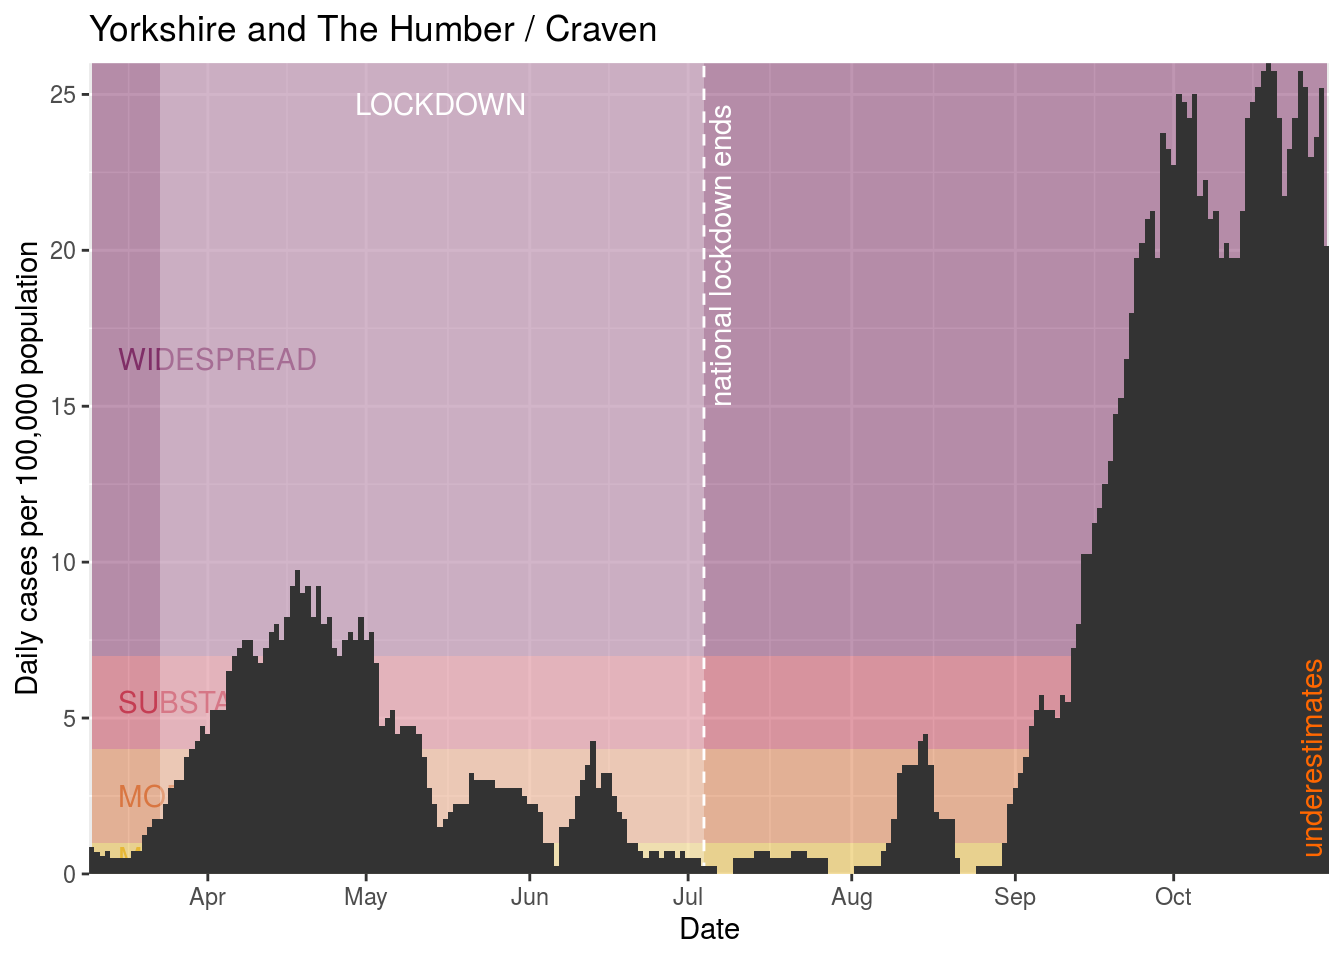 Yorkshire and The Humber / Craven
LOCKDOWN
national lockdown ends
WIDESPREAD
SUBSTA
MO
underestimates
Daily cases per 100,000 population
25
20
15
10
5
0
Apr May Jun Jul Aug Sep Oct
Date